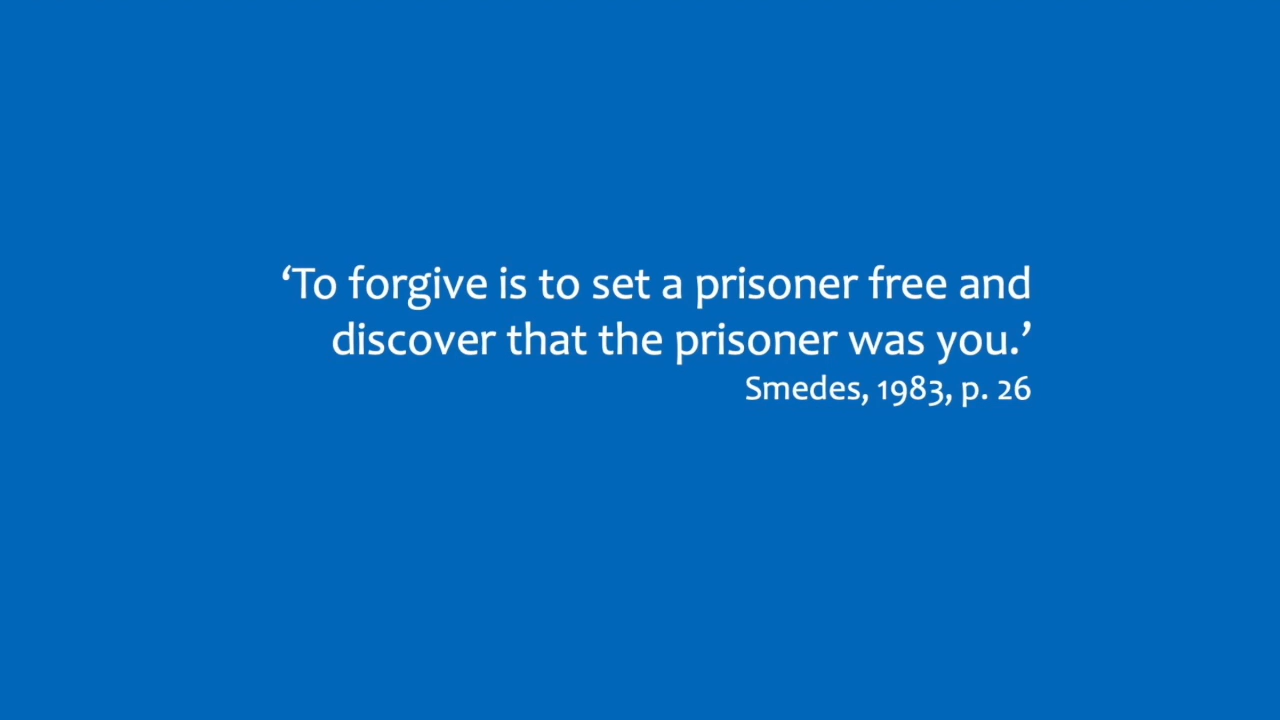 ‘To forgive is to set a prisoner free and
discover that the prisoner was you.’
Smedes, 1983, p. 26